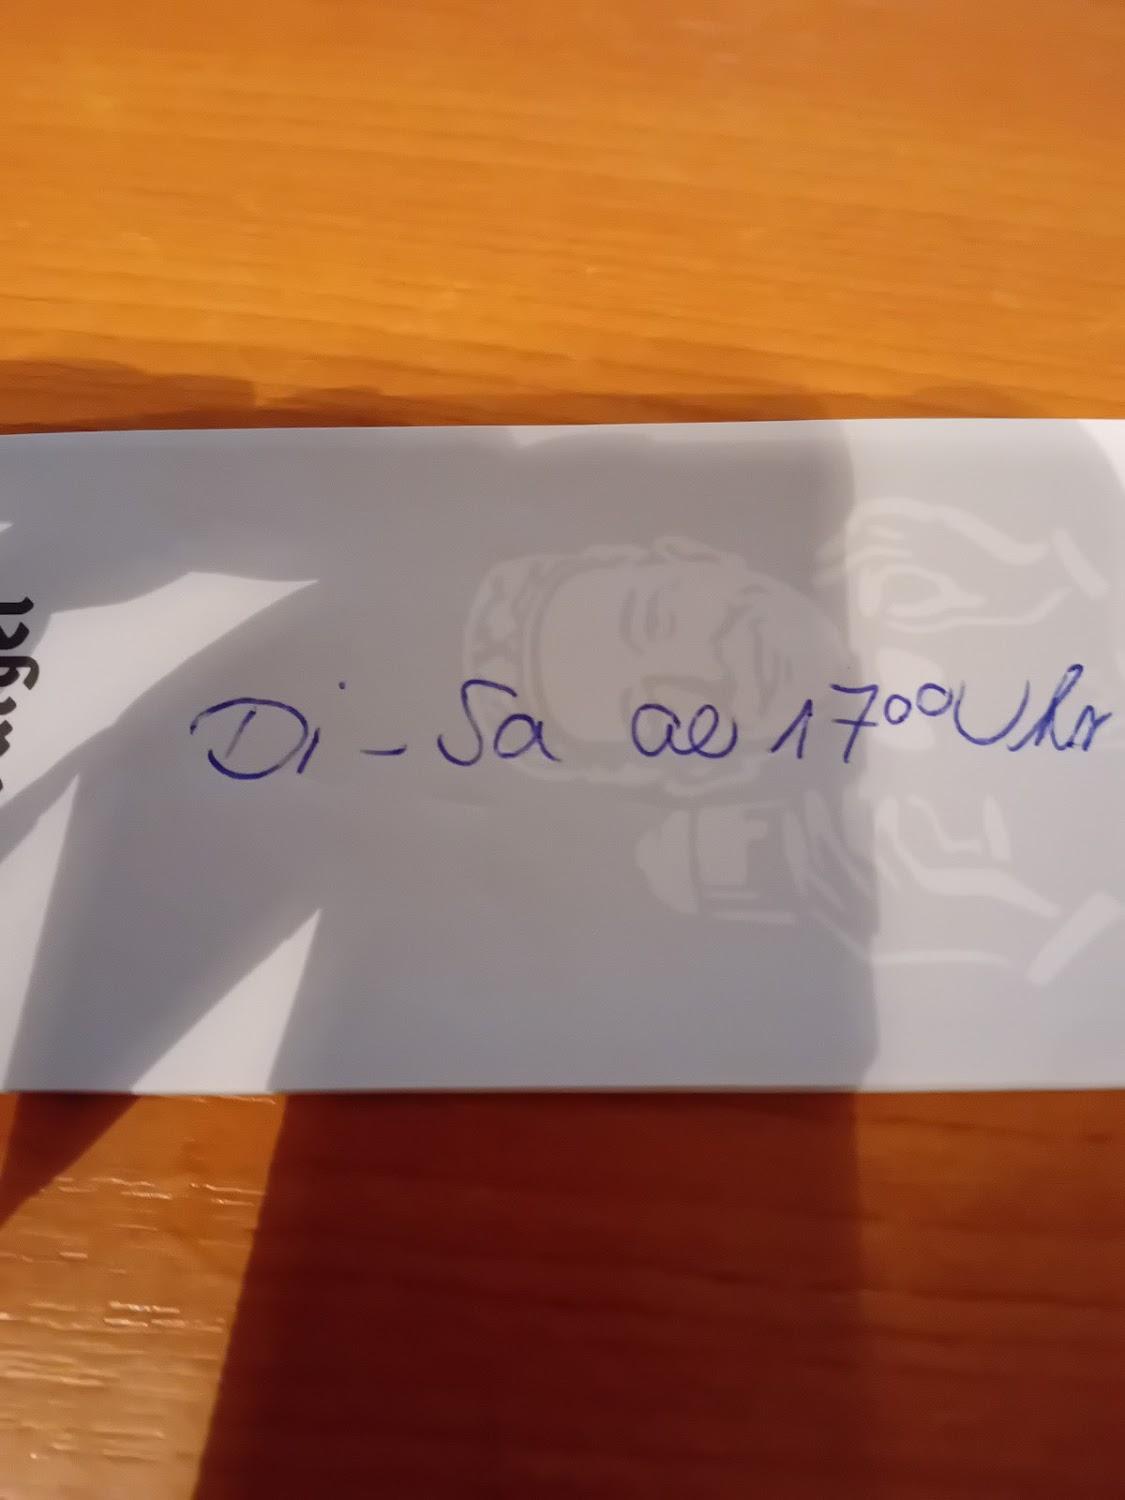 Di - Sa ab 17⁰⁰ Uhr